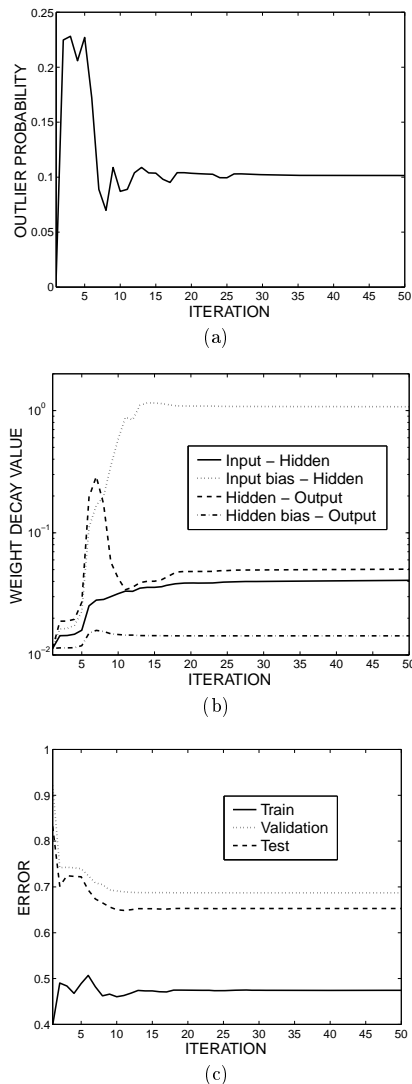 0.25
0.2
0.15
0.1
0.05
0
OUTLIER PROBABILITY
5 10 15 20 25 30 35 40 45 50
ITERATION
(a)
10^0
10^−1
10^−2
WEIGHT DECAY VALUE
Input − Hidden
Input bias − Hidden
Hidden − Output
Hidden bias − Output
5 10 15 20 25 30 35 40 45 50
ITERATION
(b)
1
0.9
0.8
0.7
0.6
0.5
0.4
ERROR
Train
Validation
Test
5 10 15 20 25 30 35 40 45 50
ITERATION
(c)